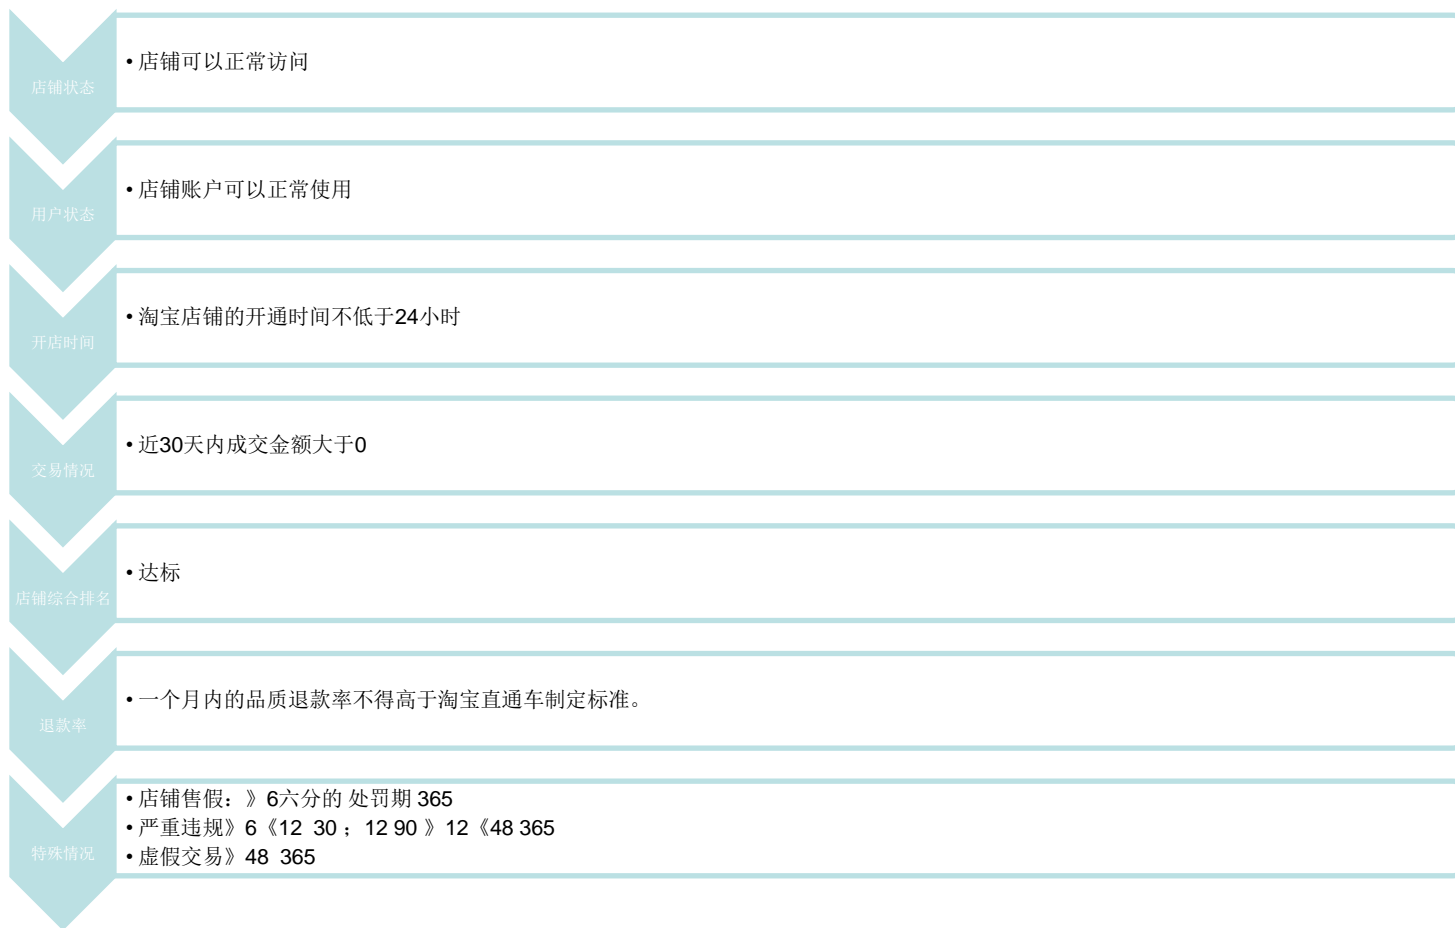 店铺状态
• 店铺可以正常访问
用户状态
• 店铺账户可以正常使用
开店时间
• 淘宝店铺的开通时间不低于24小时
交易情况
• 近30天内成交金额大于0
店铺综合排名
• 达标
退款率
• 一个月内的品质退款率不得高于淘宝直通车制定标准。
特殊情况
• 店铺售假：》6六分的 处罚期 365
• 严重违规》6《12  30 ；12 90 》12《48 365
• 虚假交易》48  365